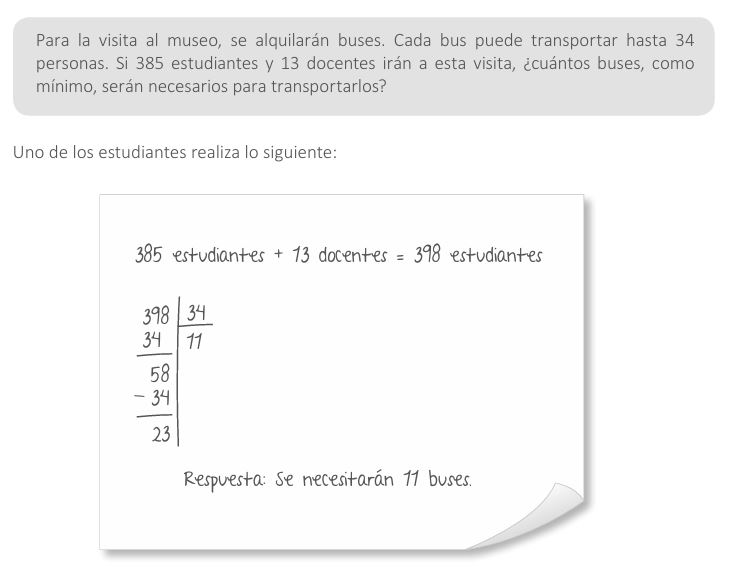 Para la visita al museo, se alquilarán buses. Cada bus puede transportar hasta 34
personas. Si 385 estudiantes y 13 docentes irán a esta visita, ¿cuántos buses, como
mínimo, serán necesarios para transportarlos?
Uno de los estudiantes realiza lo siguiente:
385 estudiantes + 13 docentes = 398 estudiantes
398 34
34 11
58
- 34
23
Respuesta: Se necesitarán 11 buses.